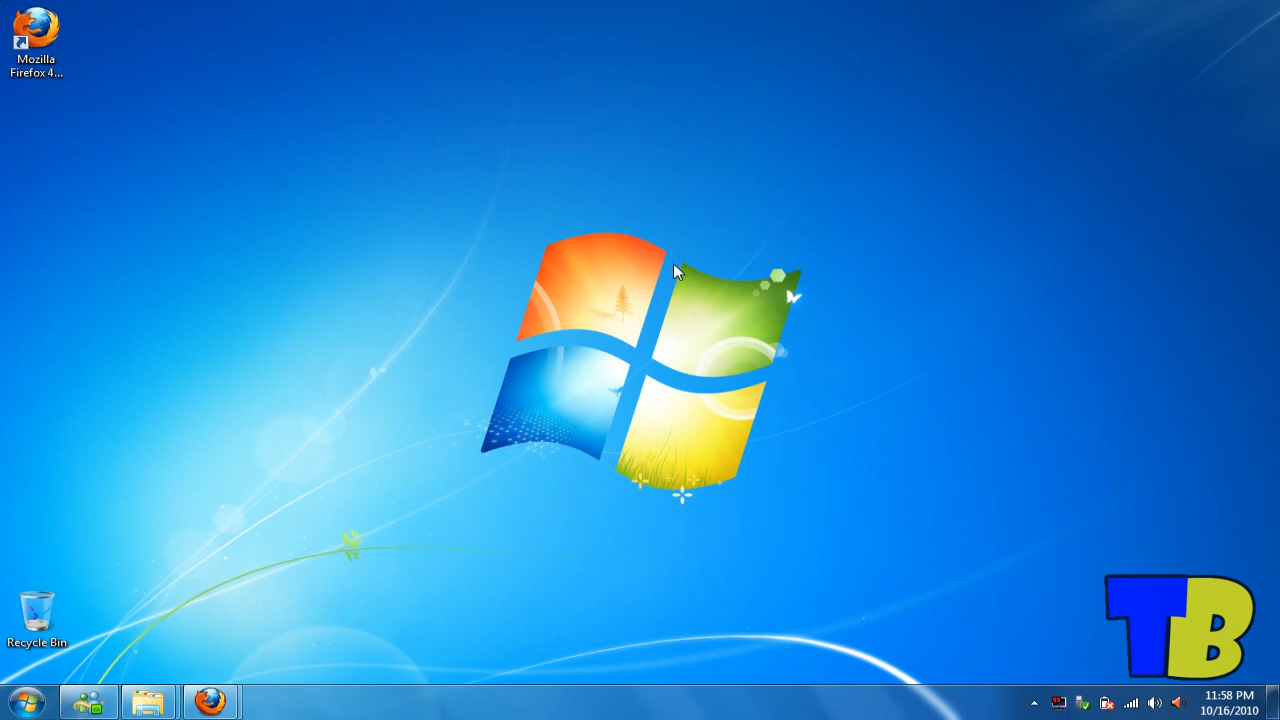 Mozilla
Firefox 4...
Recycle Bin
TB
11:58 PM
10/16/2010